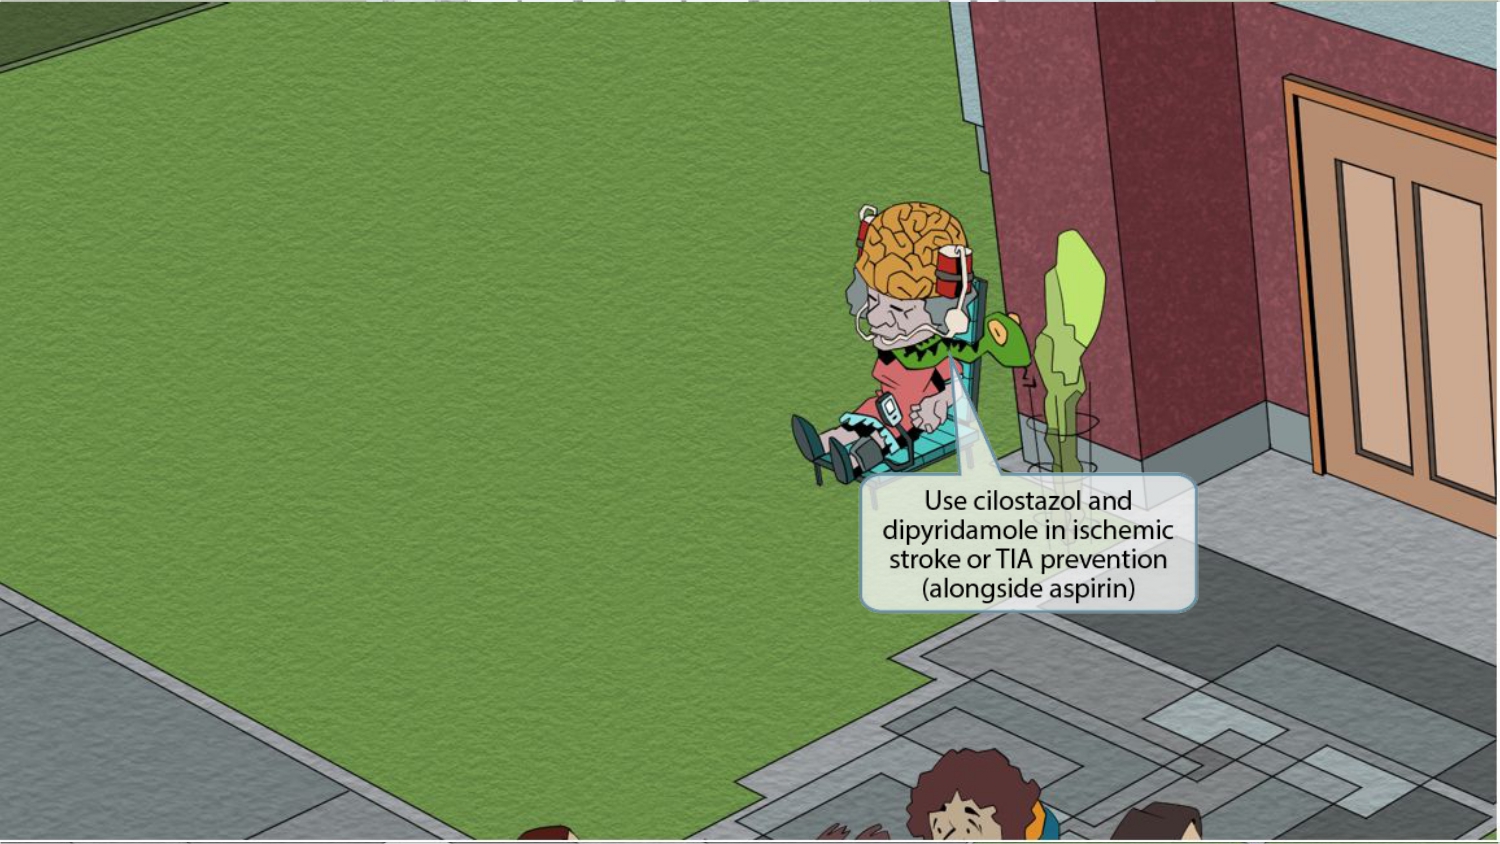 Use cilostazol and
dipyridamole in ischemic
stroke or TIA prevention
(alongside aspirin)